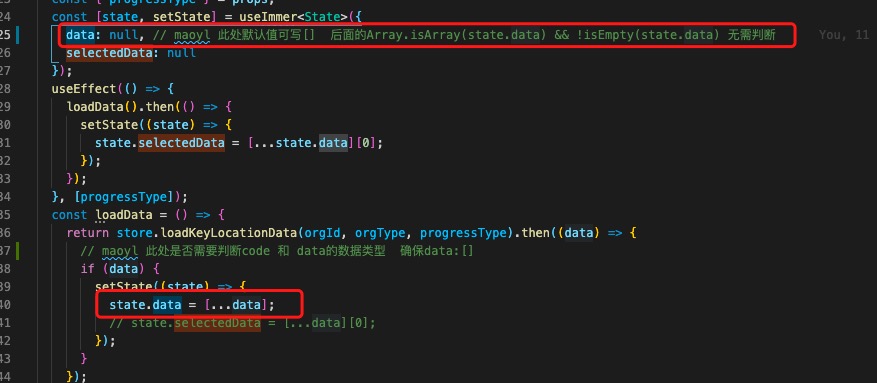 const { progressType } = props;
24 const [state, setState] = useImmer<State>({
25 data: null, // maoyl 此处默认值可写[] 后面的Array.isArray(state.data) && !isEmpty(state.data) 无需判断 You, 11
26 selectedData: null
27 });
28 useEffect(() => {
29 loadData().then(() => {
30 setState((state) => {
31 state.selectedData = [...state.data][0];
32 });
33 });
34 }, [progressType]);
35 const loadData = () => {
36 return store.loadKeyLocationData(orgId, orgType, progressType).then((data) => {
37 // maoyl 此处是否需要判断code 和 data的数据类型 确保data:[]
38 if (data) {
39 setState((state) => {
40 state.data = [...data];
41 // state.selectedData = [...data][0];
42 });
43 }
44 });